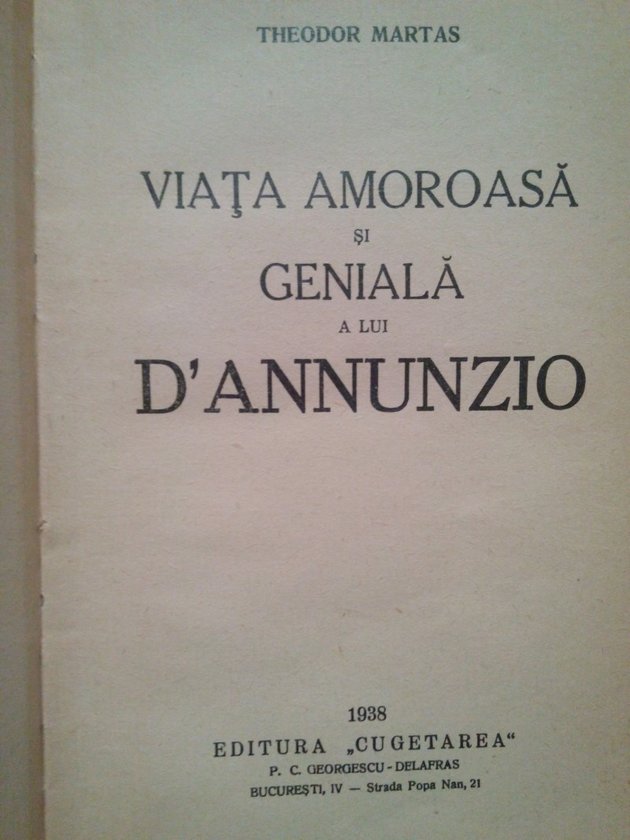 THEODOR MARTAS
VIAŢA AMOROASĂ
ŞI
GENIALĂ
A LUI
D'ANNUNZIO
1938
EDITURA „CUGETAREA“
P. C. GEORGESCU-DELAFRAS
BUCUREŞTI, IV — Strada Popa Nan, 21